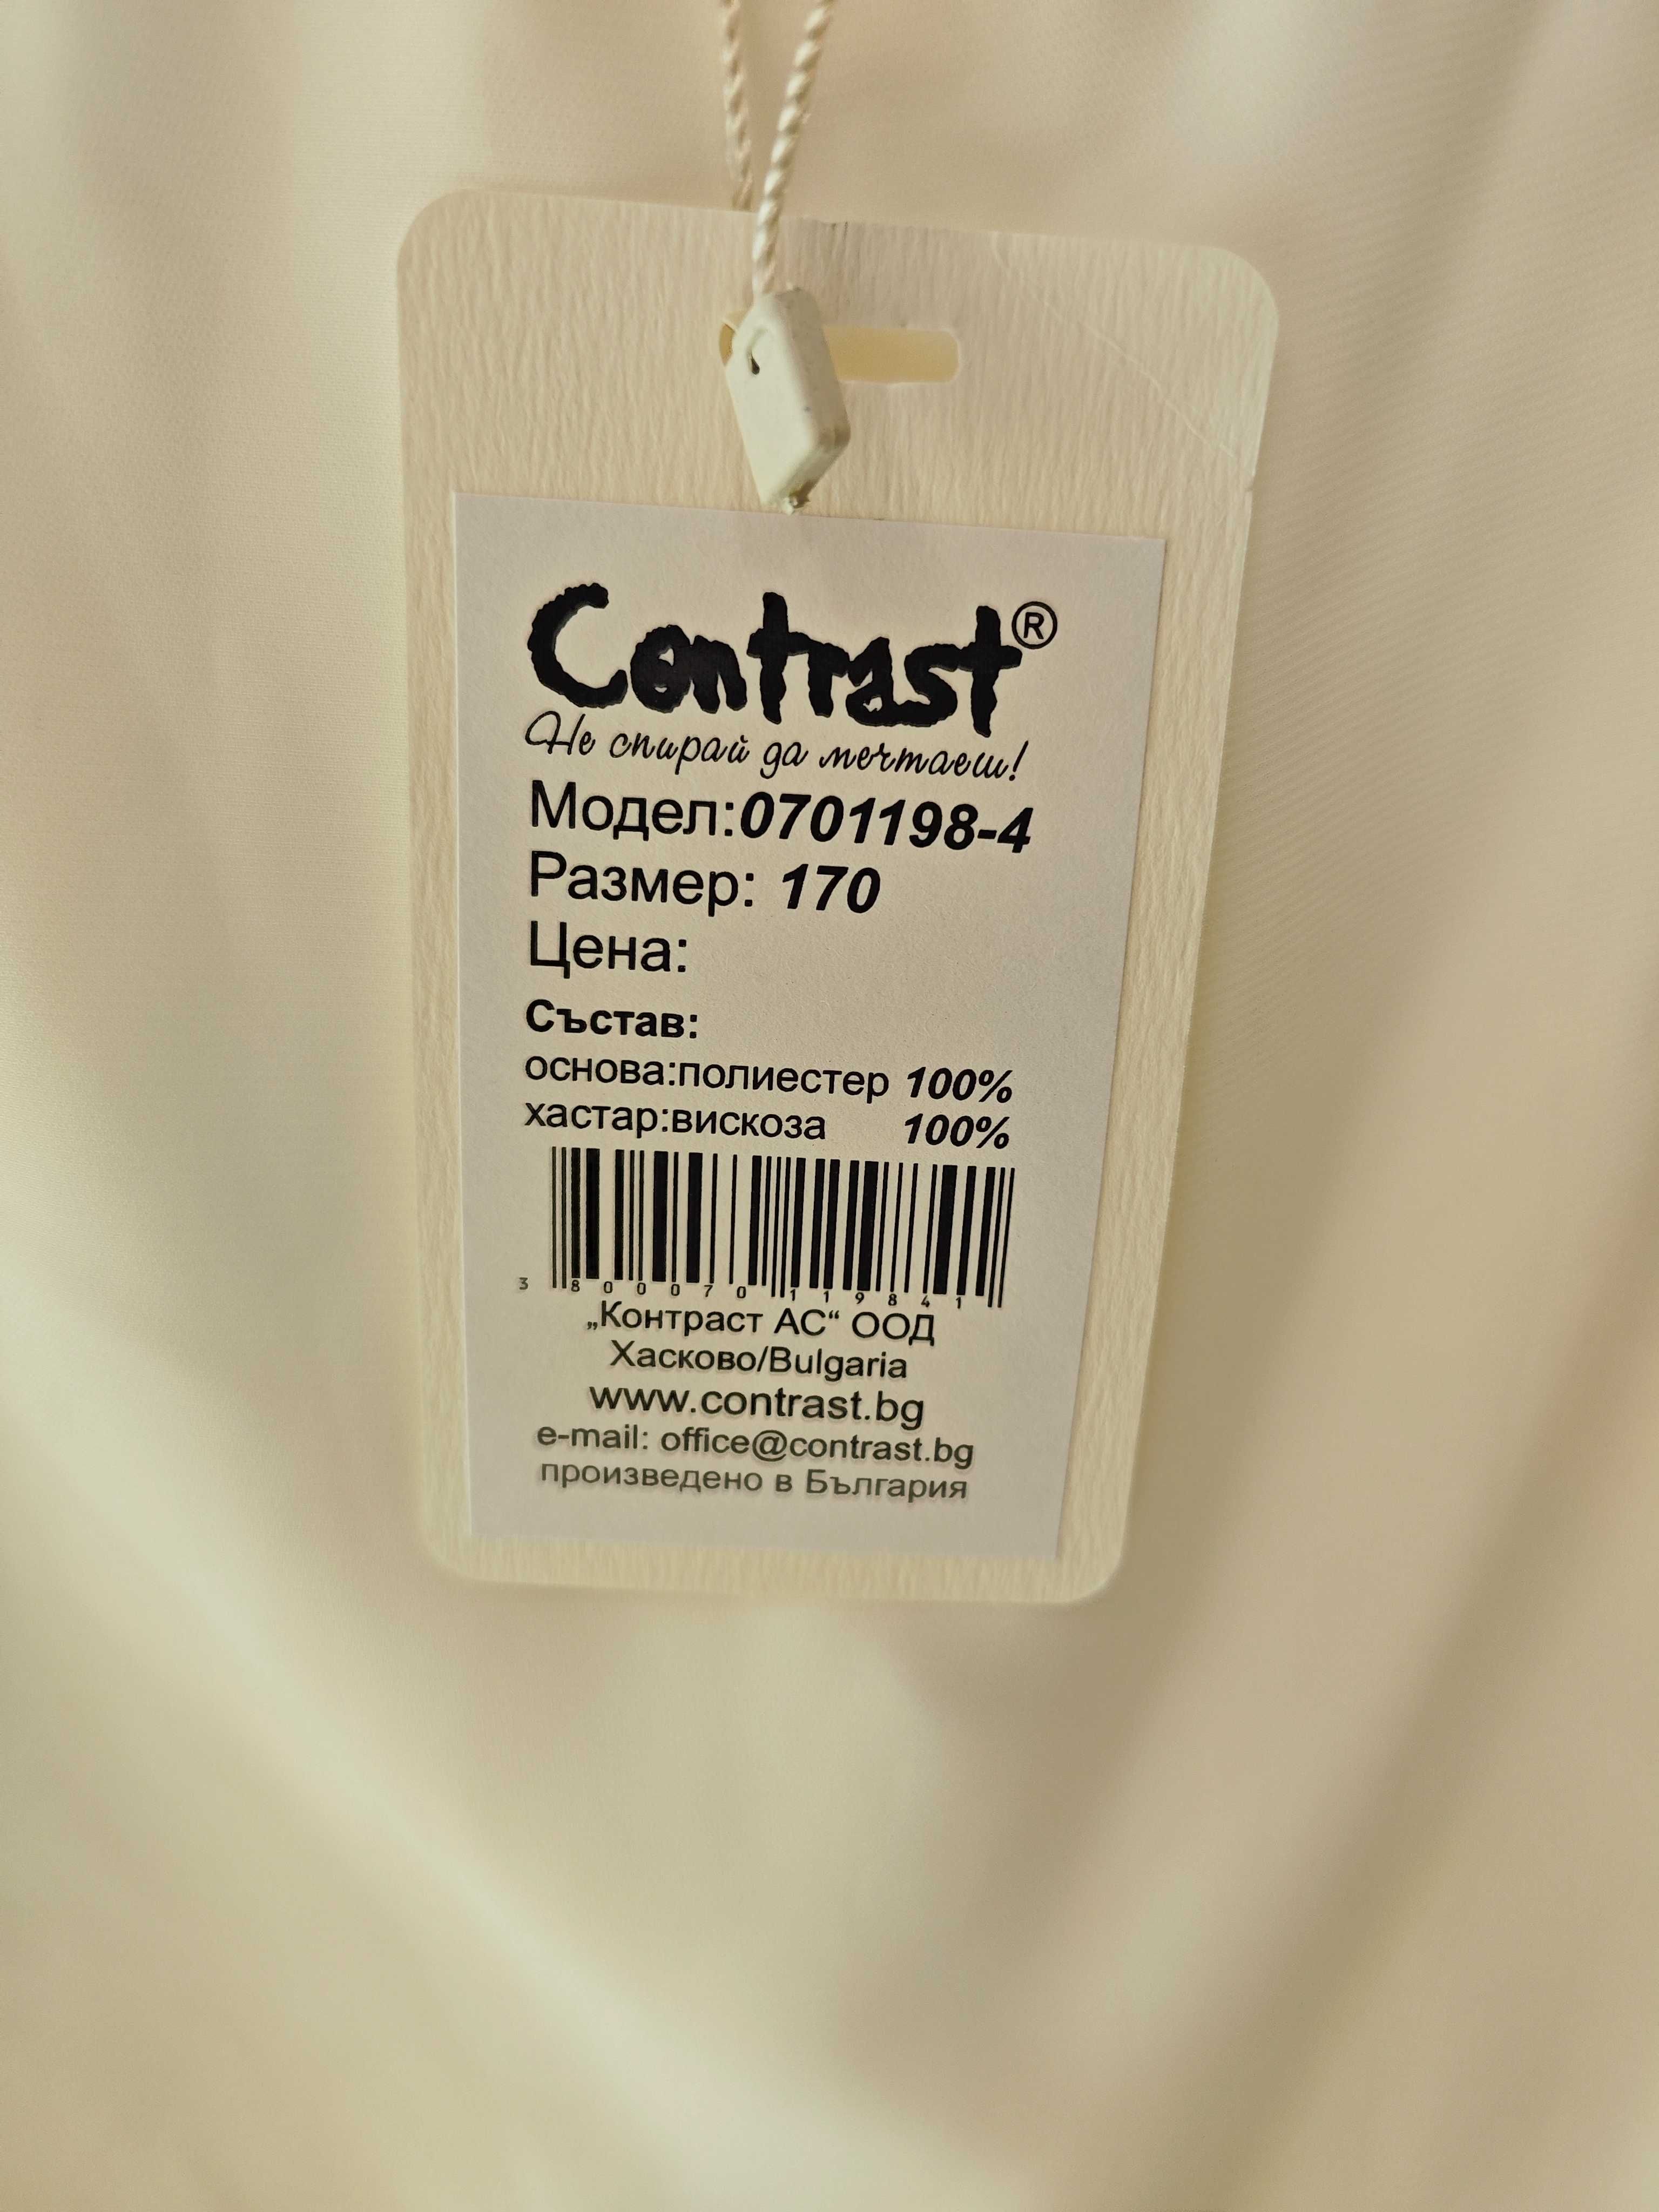 Contrast®
Не спирай да мечтаеш!
Модел:0701198-4
Размер: 170
Цена:
Състав:
основа:полиестер 100%
хастар:вискоза 100%
3 800070 119841
„Контраст АС“ ООД
Хасково/Bulgaria
www.contrast.bg
e-mail: office@contrast.bg
произведено в България